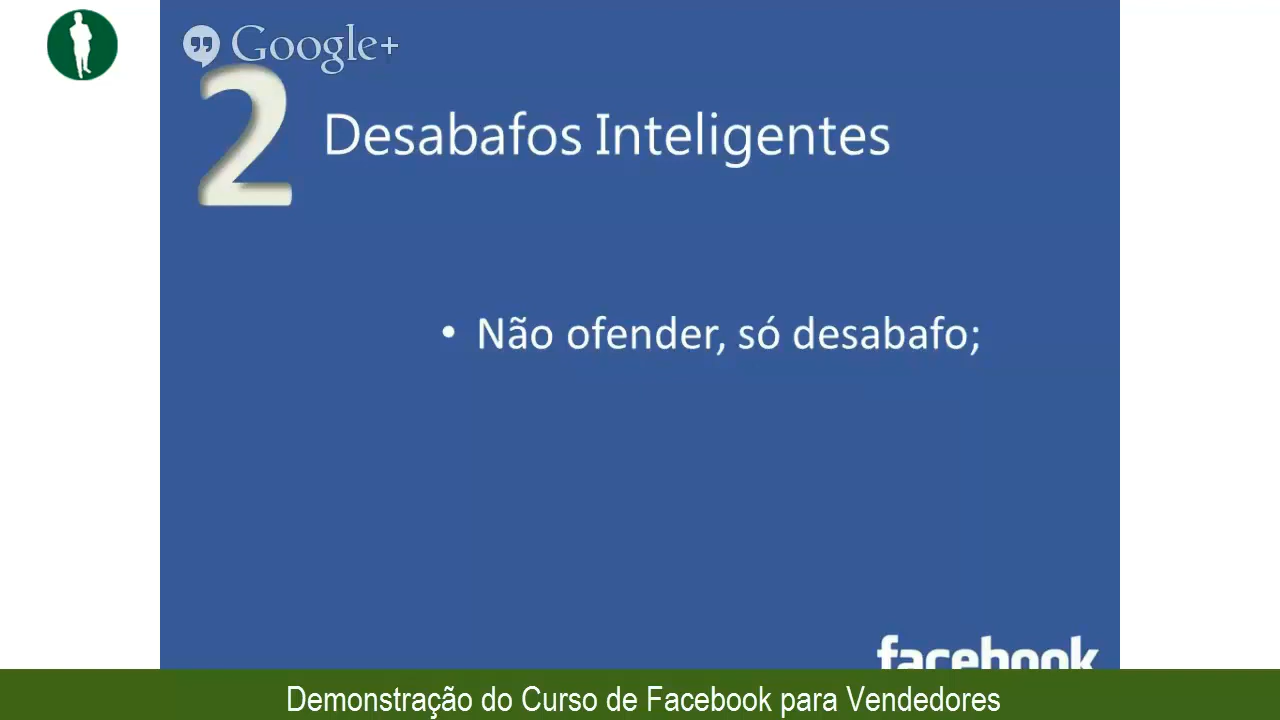 Google+
2
Desabafos Inteligentes
• Não ofender, só desabafo;
facebook
Demonstração do Curso de Facebook para Vendedores